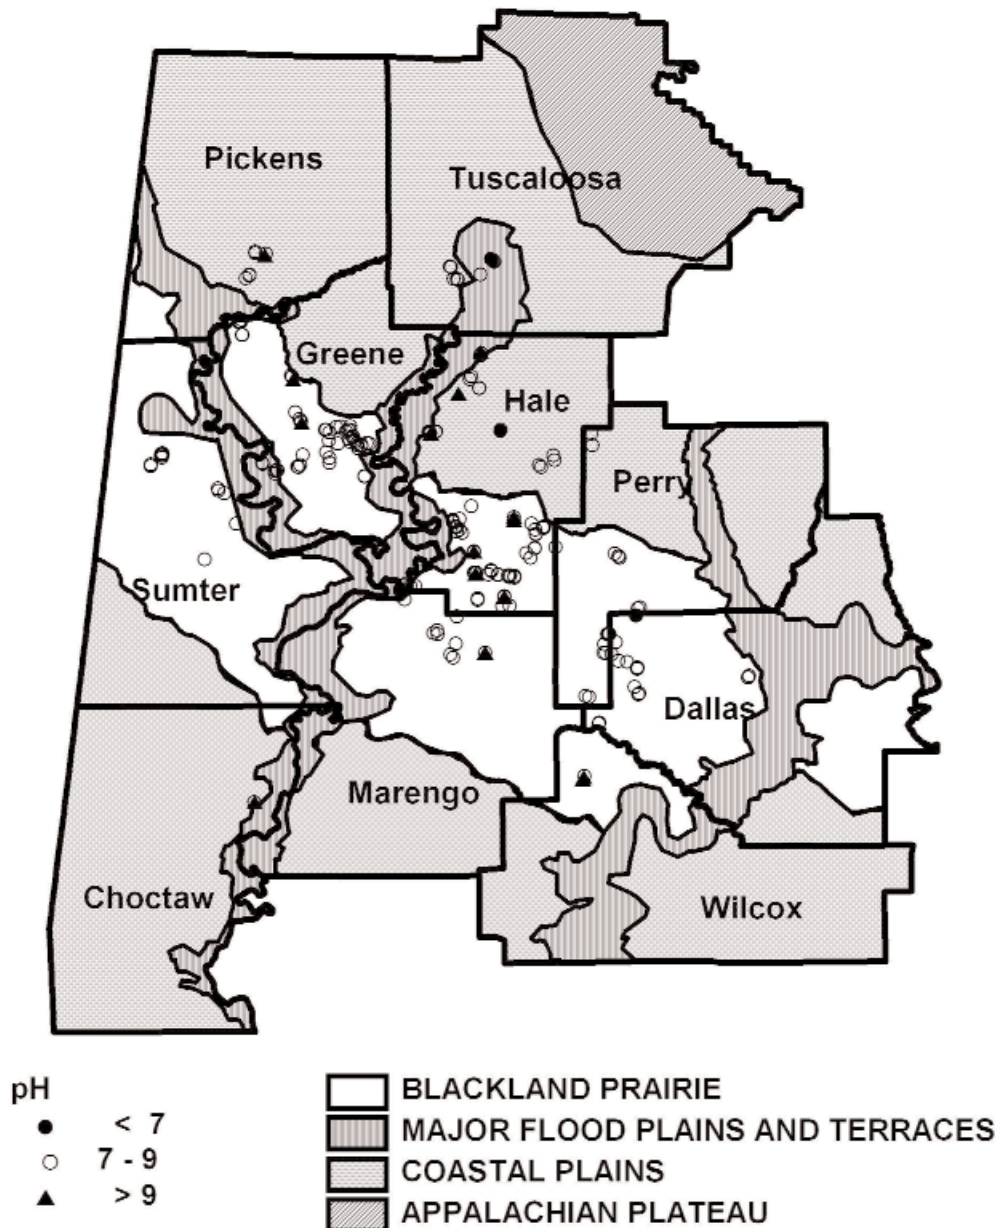 Pickens
Tuscaloosa
Greene
Hale
Perry
Sumter
Dallas
Marengo
Choctaw
Wilcox
pH
< 7
7 - 9
> 9
BLACKLAND PRAIRIE
MAJOR FLOOD PLAINS AND TERRACES
COASTAL PLAINS
APPALACHIAN PLATEAU